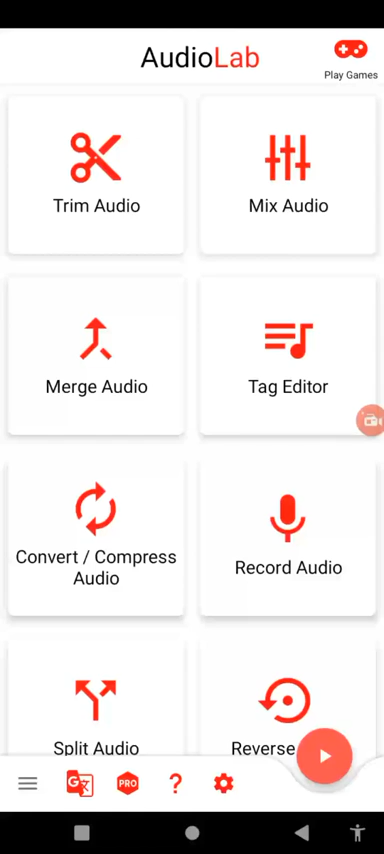 AudioLab
Play Games
Trim Audio
Mix Audio
Merge Audio
Tag Editor
Convert / Compress
Audio
Record Audio
Split Audio
Reverse
G
PRO
?